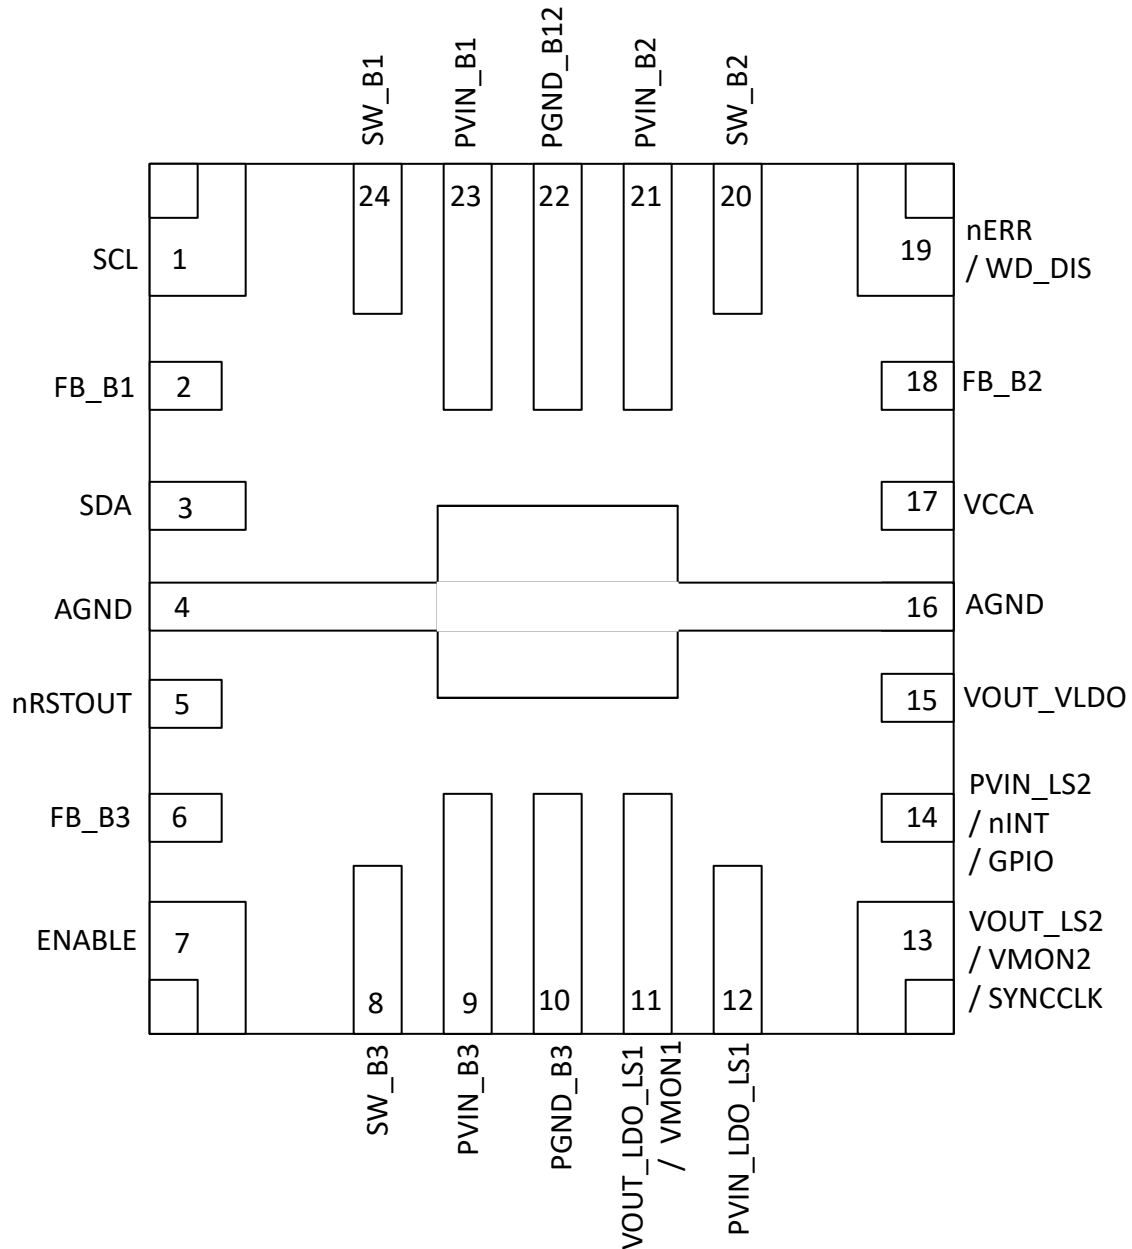 SW_B1
PVIN_B1
PGND_B12
PVIN_B2
SW_B2
24
23
22
21
20
SCL
1
19
nERR
/ WD_DIS
FB_B1
2
18
FB_B2
SDA
3
17
VCCA
AGND
4
16
AGND
nRSTOUT
5
15
VOUT_VLDO
FB_B3
6
14
PVIN_LS2
/ nINT
/ GPIO
ENABLE
7
13
VOUT_LS2
/ VMON2
/ SYNCCLK
8
9
10
11
12
SW_B3
PVIN_B3
PGND_B3
VOUT_LDO_LS1
/ VMON1
PVIN_LDO_LS1